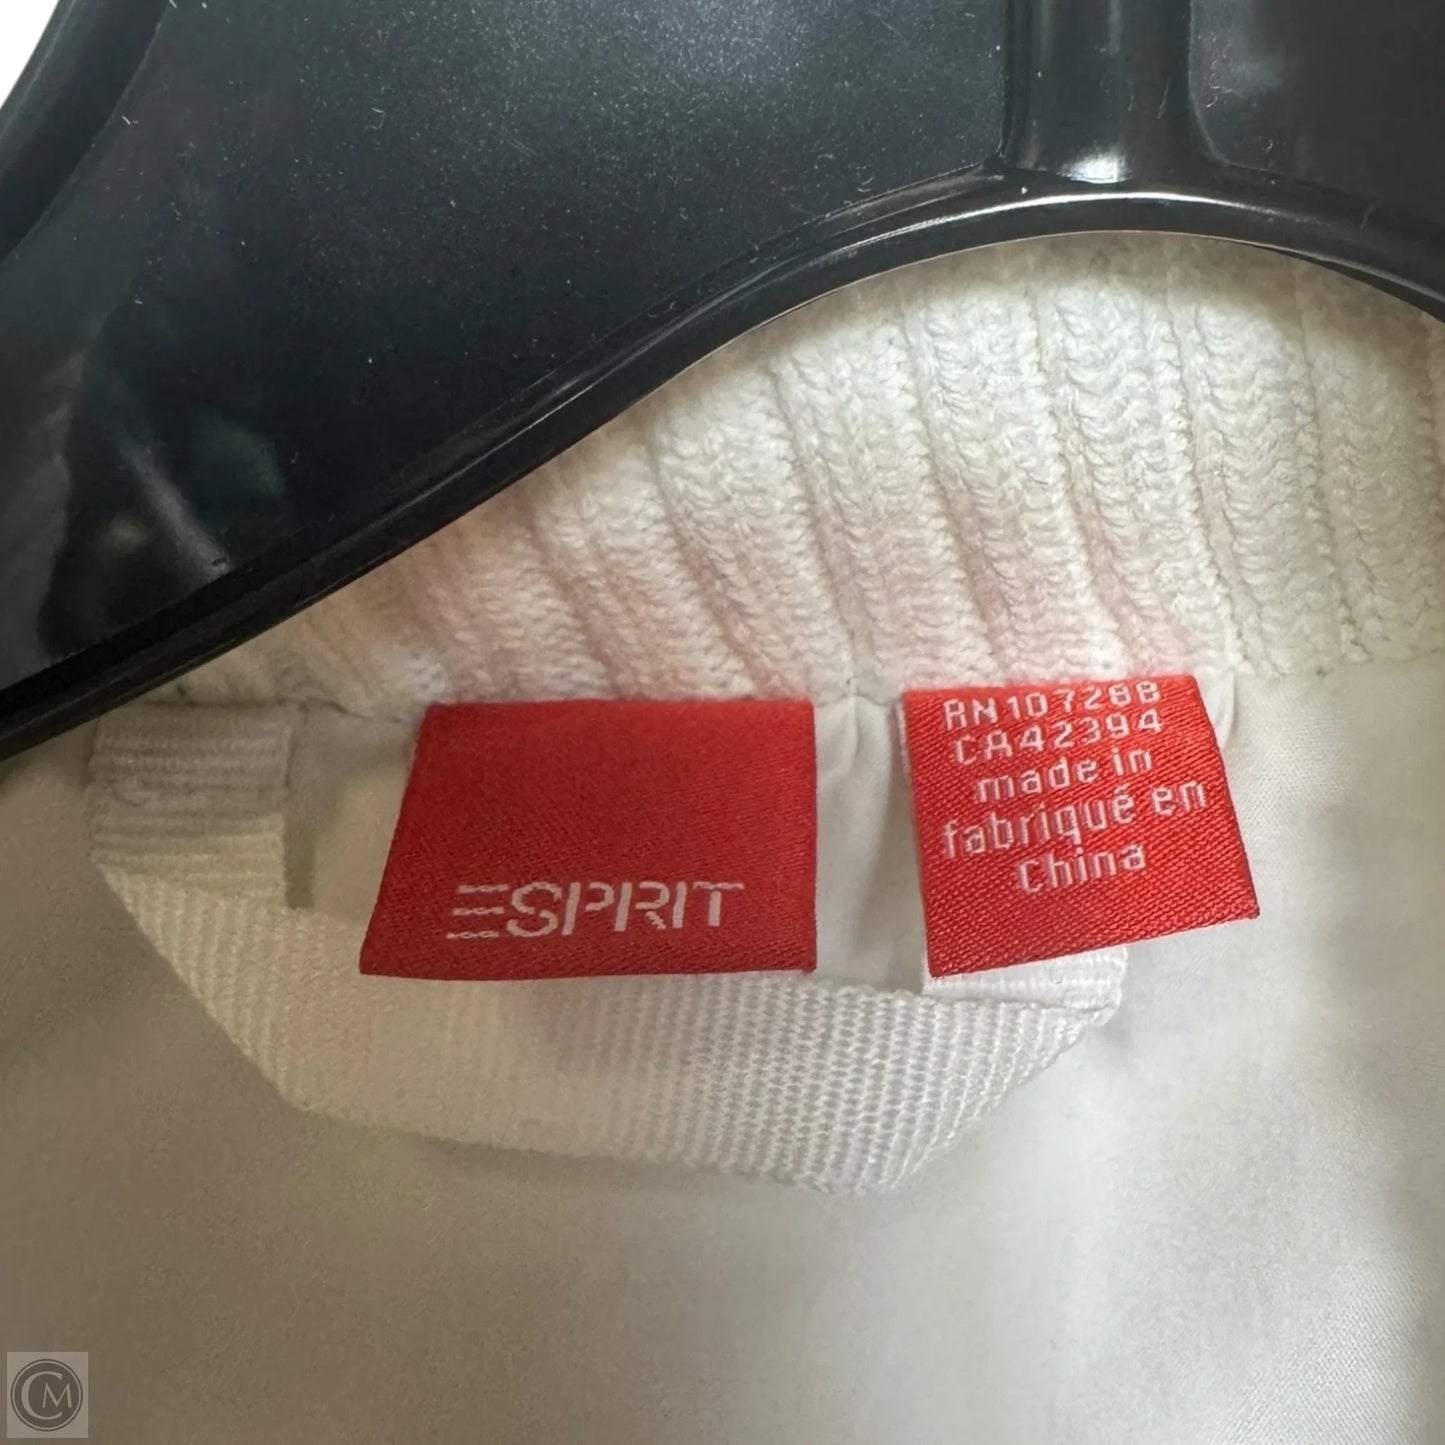 ESPRIT
RN107288
CA42394
made in
fabriqué en
China
CM